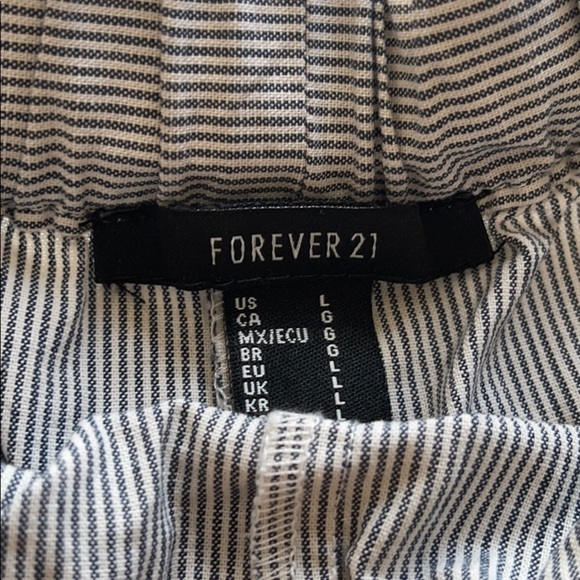 FOREVER 21
US L
CA G
MX/ECU G
BR G
EU L
UK L
KR L